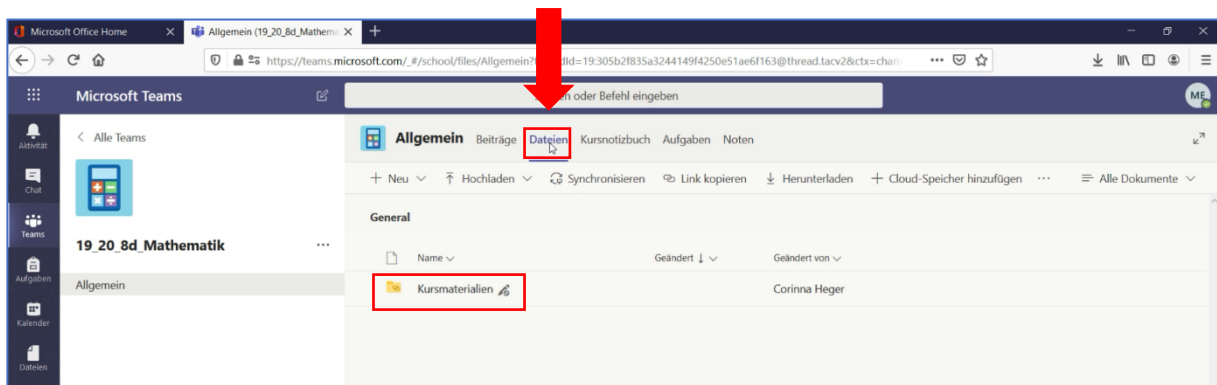 Microsoft Office Home
Allgemein (19_20_8d_Mathema
https://teams.microsoft.com/_#/school/files/Allgemein?
Id=19:305b2f835a3244149f4250e51ae6f163@thread.tacv2&ctx=chan
Microsoft Teams
n oder Befehl eingeben
ME
Aktivität
Chat
Teams
Aufgaben
Kalender
Dateien
Alle Teams
19_20_8d_Mathematik
Allgemein
Allgemein Beiträge Dateien Kursnotizbuch Aufgaben Noten
Neu Hochladen Synchronisieren Link kopieren Herunterladen Cloud-Speicher hinzufügen Alle Dokumente
General
Name Geändert Geändert von
Kursmaterialien Corinna Heger